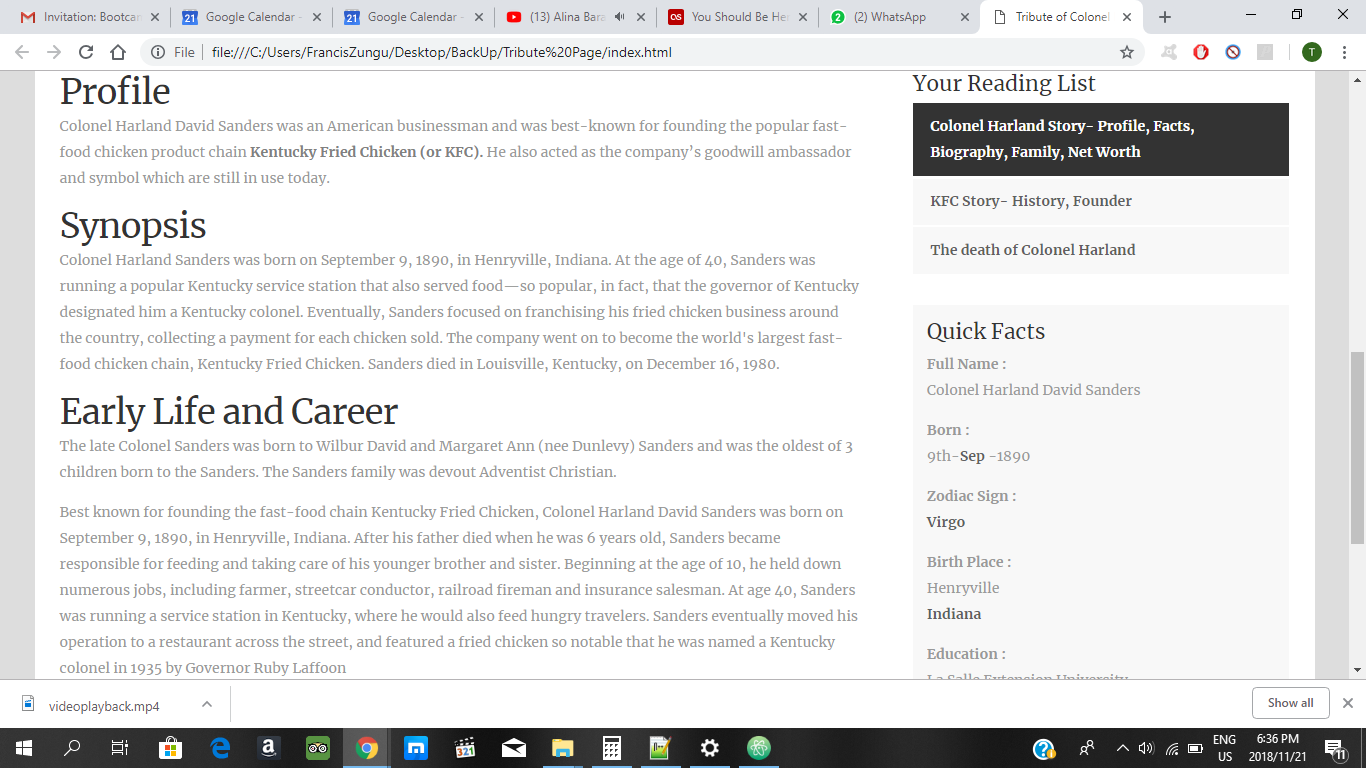 Invitation: Bootcam
Google Calendar -
Google Calendar -
(13) Alina Bara
You Should Be Her
(2) WhatsApp
Tribute of Colonel
File
file:///C:/Users/FrancisZungu/Desktop/BackUp/Tribute%20Page/index.html
T
Profile
Colonel Harland David Sanders was an American businessman and was best-known for founding the popular fast-
food chicken product chain Kentucky Fried Chicken (or KFC). He also acted as the company’s goodwill ambassador
and symbol which are still in use today.
Synopsis
Colonel Harland Sanders was born on September 9, 1890, in Henryville, Indiana. At the age of 40, Sanders was
running a popular Kentucky service station that also served food—so popular, in fact, that the governor of Kentucky
designated him a Kentucky colonel. Eventually, Sanders focused on franchising his fried chicken business around
the country, collecting a payment for each chicken sold. The company went on to become the world's largest fast-
food chicken chain, Kentucky Fried Chicken. Sanders died in Louisville, Kentucky, on December 16, 1980.
Early Life and Career
The late Colonel Sanders was born to Wilbur David and Margaret Ann (nee Dunlevy) Sanders and was the oldest of 3
children born to the Sanders. The Sanders family was devout Adventist Christian.
Best known for founding the fast-food chain Kentucky Fried Chicken, Colonel Harland David Sanders was born on
September 9, 1890, in Henryville, Indiana. After his father died when he was 6 years old, Sanders became
responsible for feeding and taking care of his younger brother and sister. Beginning at the age of 10, he held down
numerous jobs, including farmer, streetcar conductor, railroad fireman and insurance salesman. At age 40, Sanders
was running a service station in Kentucky, where he would also feed hungry travelers. Sanders eventually moved his
operation to a restaurant across the street, and featured a fried chicken so notable that he was named a Kentucky
colonel in 1935 by Governor Ruby Laffoon
Your Reading List
Colonel Harland Story- Profile, Facts,
Biography, Family, Net Worth
KFC Story- History, Founder
The death of Colonel Harland
Quick Facts
Full Name :
Colonel Harland David Sanders
Born :
9th-Sep -1890
Zodiac Sign :
Virgo
Birth Place :
Henryville
Indiana
Education :
La Salle Extension University
videoplayback.mp4
Show all
ENG
US
6:36 PM
2018/11/21
11